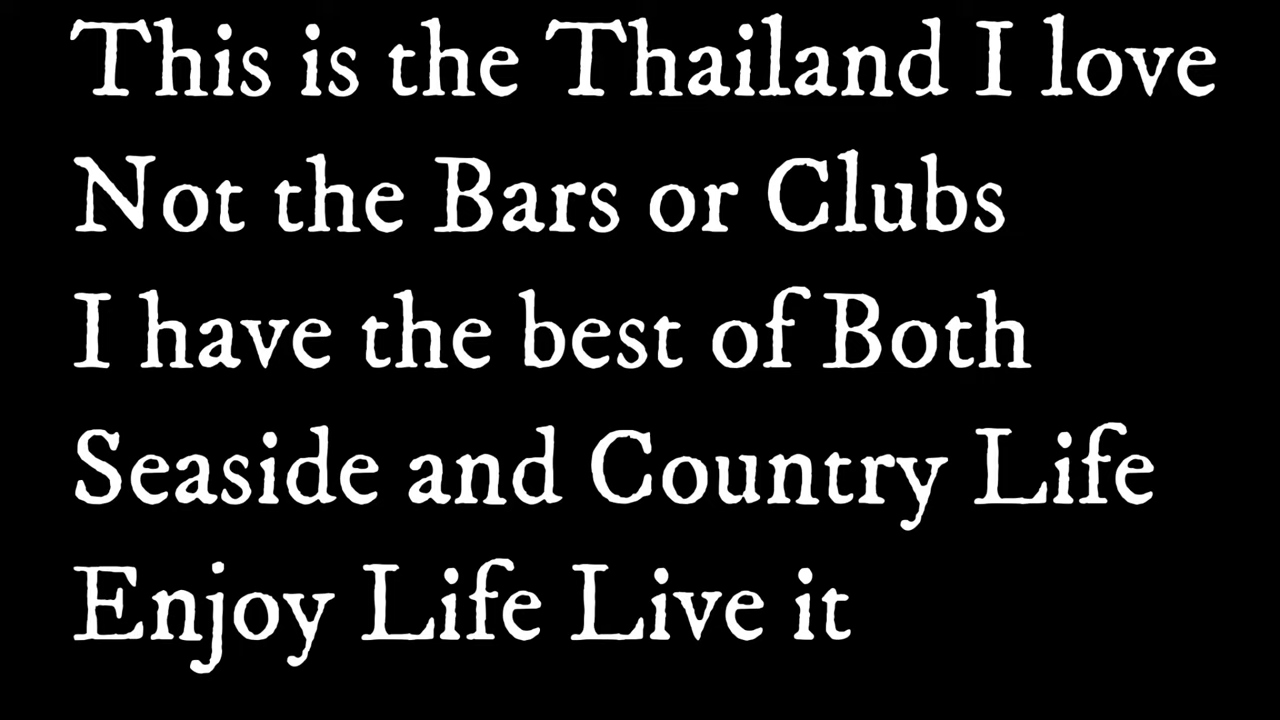 This is the Thailand I love
Not the Bars or Clubs
I have the best of Both
Seaside and Country Life
Enjoy Life Live it